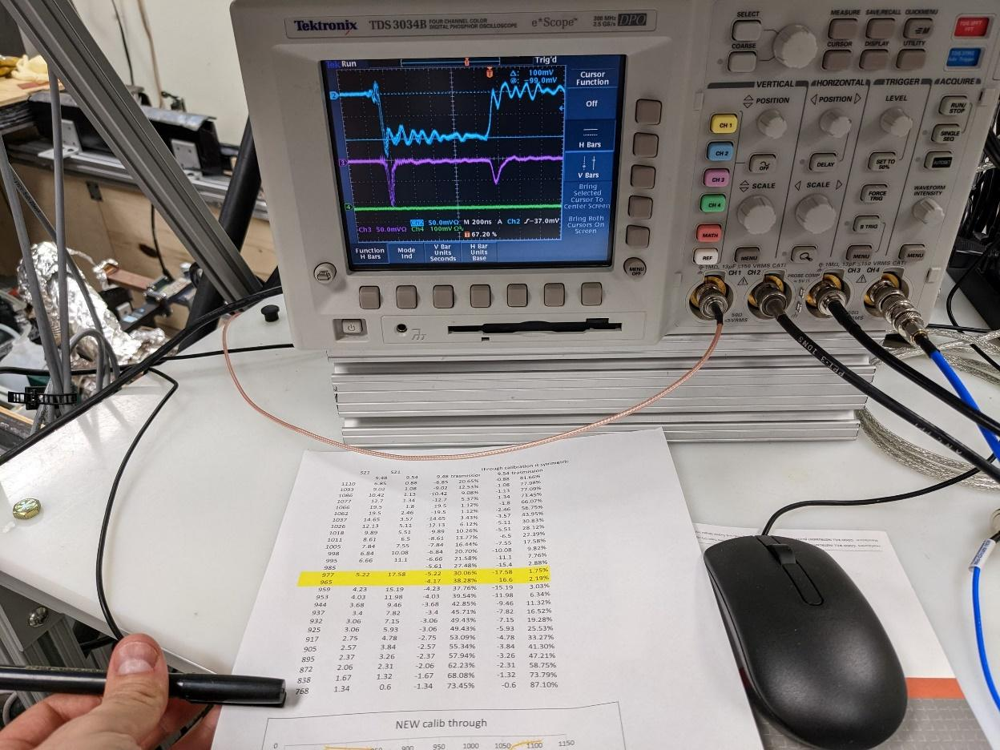 Tektronix TDS 3034B FOUR CHANNEL COLOR DIGITAL PHOSPHOR OSCILLOSCOPE e*Scope™ 300 MHz 2.5 GS/s DPO
Tek Run Trig'd
Δ: 100mV
@: -99.0mV
Cursor Function
Off
H Bars
V Bars
Bring Selected Cursor To Center Screen
Bring Both Cursors On Screen
Ch2 50.0mVΩ M 200ns A Ch2 -37.0mV
Ch3 50.0mVΩ Ch4 100mV Ω
67.20 %
Function H Bars
Mode Ind
V Bar Units Seconds
H Bar Units Base
MENU OFF
SELECT
COARSE
MEASURE SAVE/RECALL QUICKMENU
CURSOR DISPLAY UTILITY
VERTICAL HORIZONTAL TRIGGER ACQUIRE
POSITION POSITION LEVEL
RUN/STOP
SINGLE SEQ
AUTOSET
CH 1
CH 2
CH 3
CH 4
MATH
REF
OFF
DELAY
SET TO 50%
FORCE TRIG
B TRIG
SCALE SCALE
WAVEFORM INTENSITY
MENU MENU MENU
CH1 CH2 CH3 CH4
through calibration is symmetric
S21 S21
9.48 9.54 9.48 trasmission 9.54 trasmission
1110 6.85 0.88 -6.85 20.65% -0.88 81.66%
1093 9.02 1.08 -9.02 12.53% -1.08 77.98%
1086 10.42 1.13 -10.42 9.08% -1.13 77.09%
1077 12.7 1.34 -12.7 5.37% -1.34 73.45%
1066 19.5 1.8 -19.5 1.12% -1.8 66.07%
1062 19.5 2.46 -19.5 1.12% -2.46 56.75%
1037 14.65 3.57 -14.65 3.43% -3.57 43.95%
1026 12.13 5.11 -12.13 6.12% -5.11 30.83%
1018 9.89 5.51 -9.89 10.26% -5.51 28.12%
1011 8.61 6.5 -8.61 13.77% -6.5 22.39%
1005 7.84 7.55 -7.84 16.44% -7.55 17.58%
998 6.84 10.08 -6.84 20.70% -10.08 9.82%
995 6.66 11.1 -6.66 21.58% -11.1 7.76%
985 -5.61 27.48% -15.4 2.88%
977 5.22 17.58 -5.22 30.06% -17.58 1.75%
965 -4.17 38.28% -16.6 2.19%
959 4.23 15.19 -4.23 37.76% -15.19 3.03%
953 4.03 11.98 -4.03 39.54% -11.98 6.34%
944 3.68 9.46 -3.68 42.85% -9.46 11.32%
937 3.4 7.82 -3.4 45.71% -7.82 16.52%
932 3.06 7.15 -3.06 49.43% -7.15 19.28%
925 3.06 5.93 -3.06 49.43% -5.93 25.53%
917 2.75 4.78 -2.75 53.09% -4.78 33.27%
905 2.57 3.84 -2.57 55.34% -3.84 41.30%
895 2.37 3.26 -2.37 57.94% -3.26 47.21%
872 2.06 2.31 -2.06 62.23% -2.31 58.75%
838 1.67 1.32 -1.67 68.08% -1.32 73.79%
768 1.34 0.6 -1.34 73.45% -0.6 87.10%
NEW calib through
0 900 950 1000 1050 1100 1150